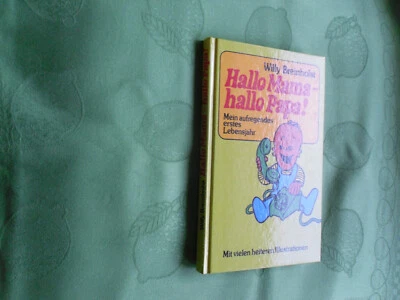 Willy Breinholst
Hallo Mama –
hallo Papa!
Mein aufregendes
erstes
Lebensjahr
Mit vielen heiteren Illustrationen